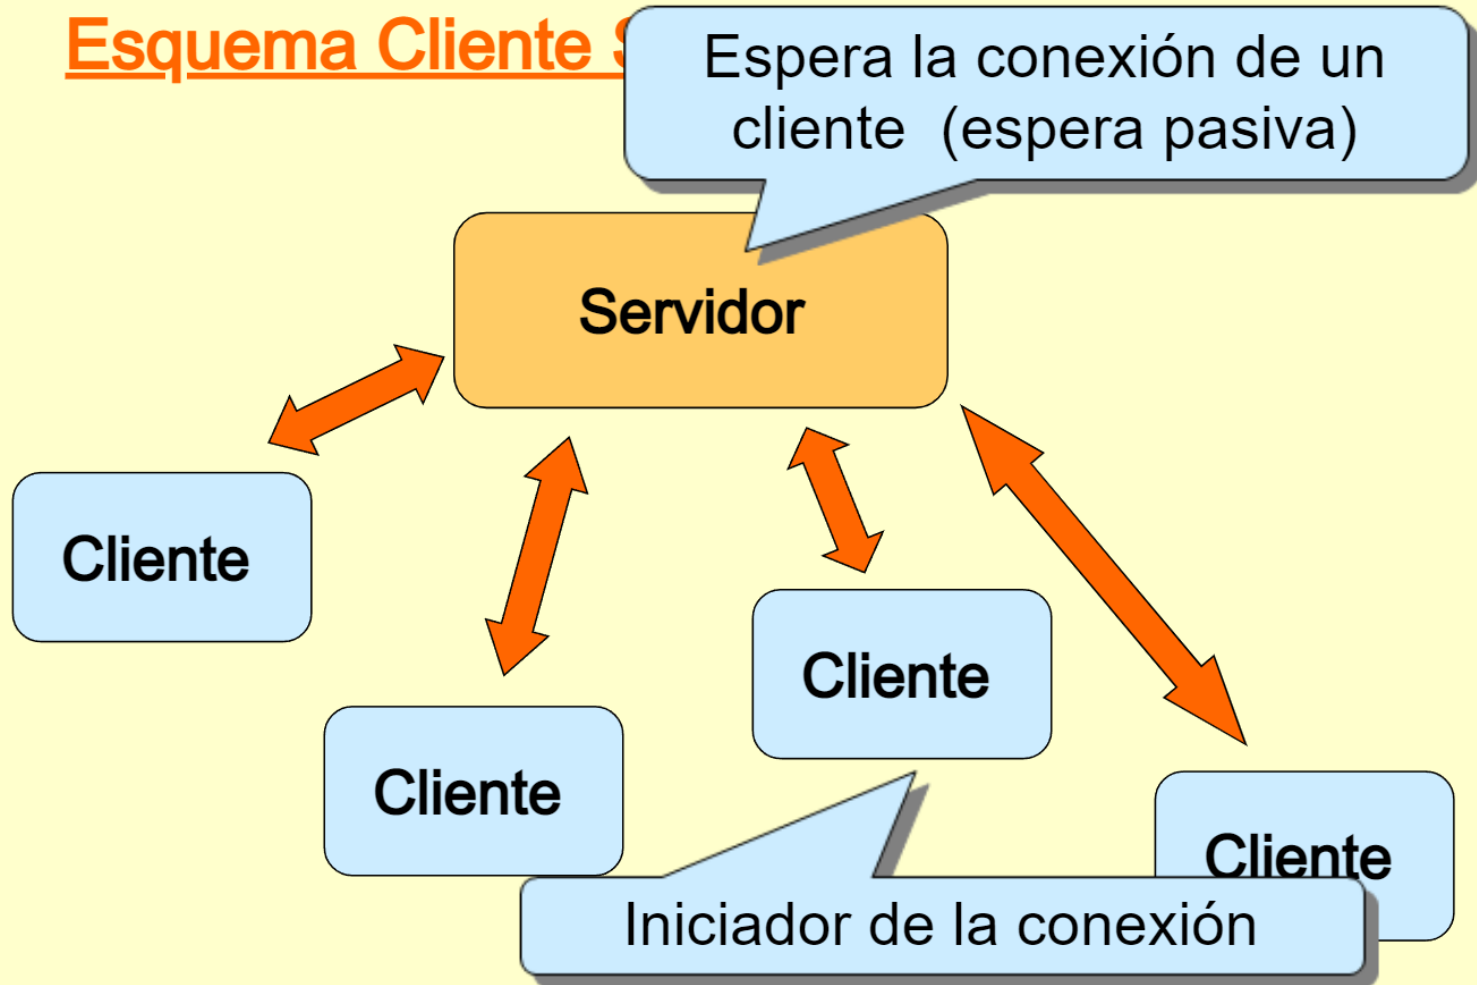 Esquema Cliente
Espera la conexión de un
cliente (espera pasiva)
Servidor
Cliente
Cliente
Cliente
Cliente
Iniciador de la conexión